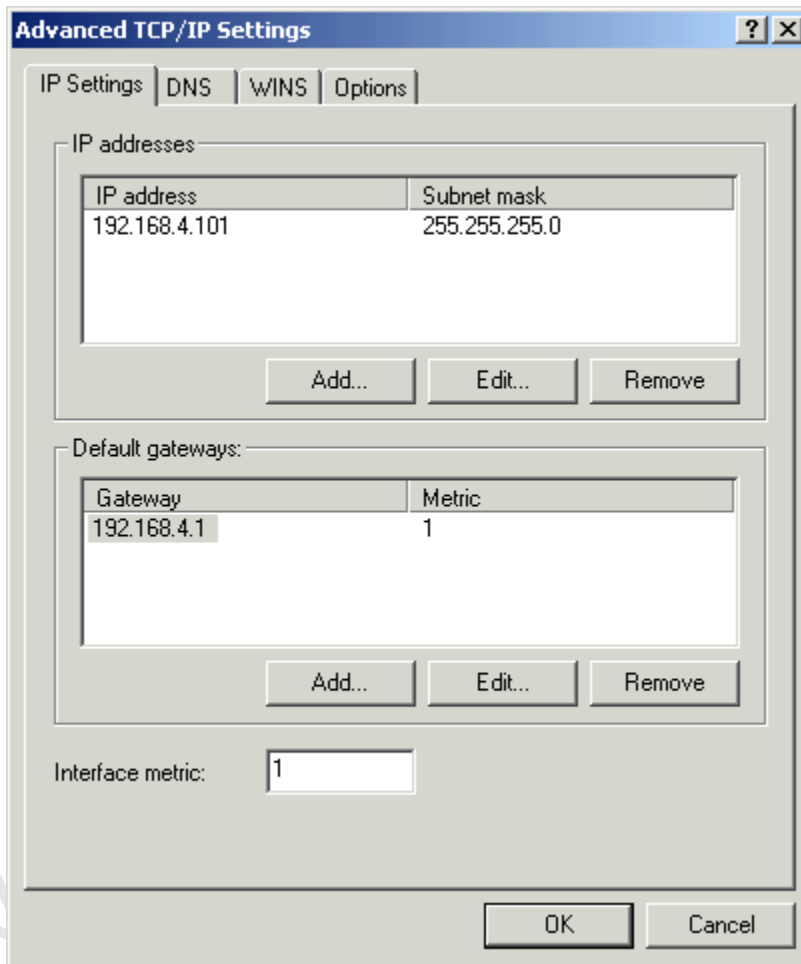 Advanced TCP/IP Settings
IP Settings DNS WINS Options
IP addresses
IP address Subnet mask
192.168.4.101 255.255.255.0
Add... Edit... Remove
Default gateways:
Gateway Metric
192.168.4.1 1
Add... Edit... Remove
Interface metric: 1
OK Cancel